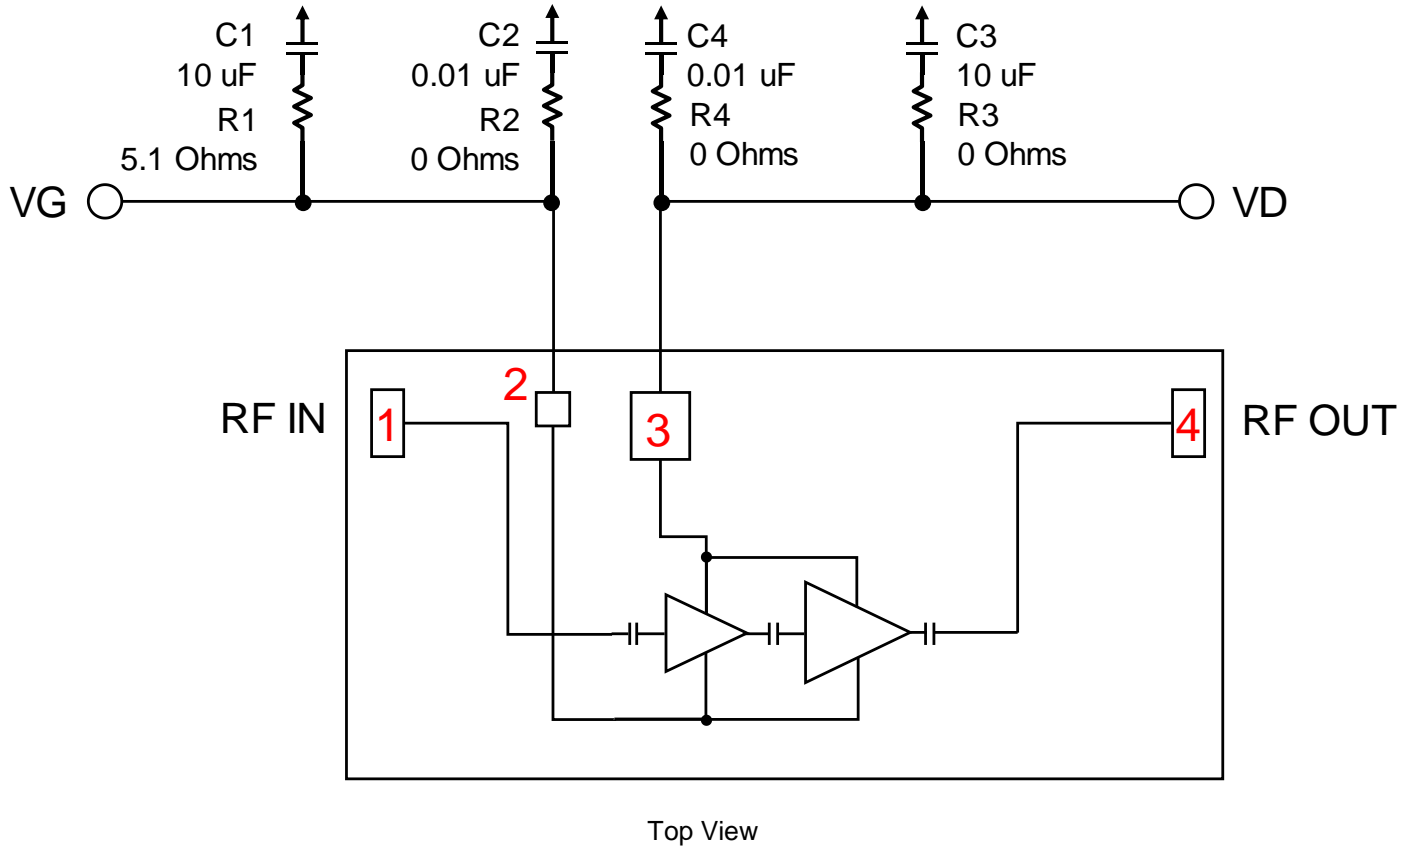 C1
10 uF
R1
5.1 Ohms
C2
0.01 uF
R2
0 Ohms
C4
0.01 uF
R4
0 Ohms
C3
10 uF
R3
0 Ohms
VG
VD
RF IN
1
2
3
4
RF OUT
Top View